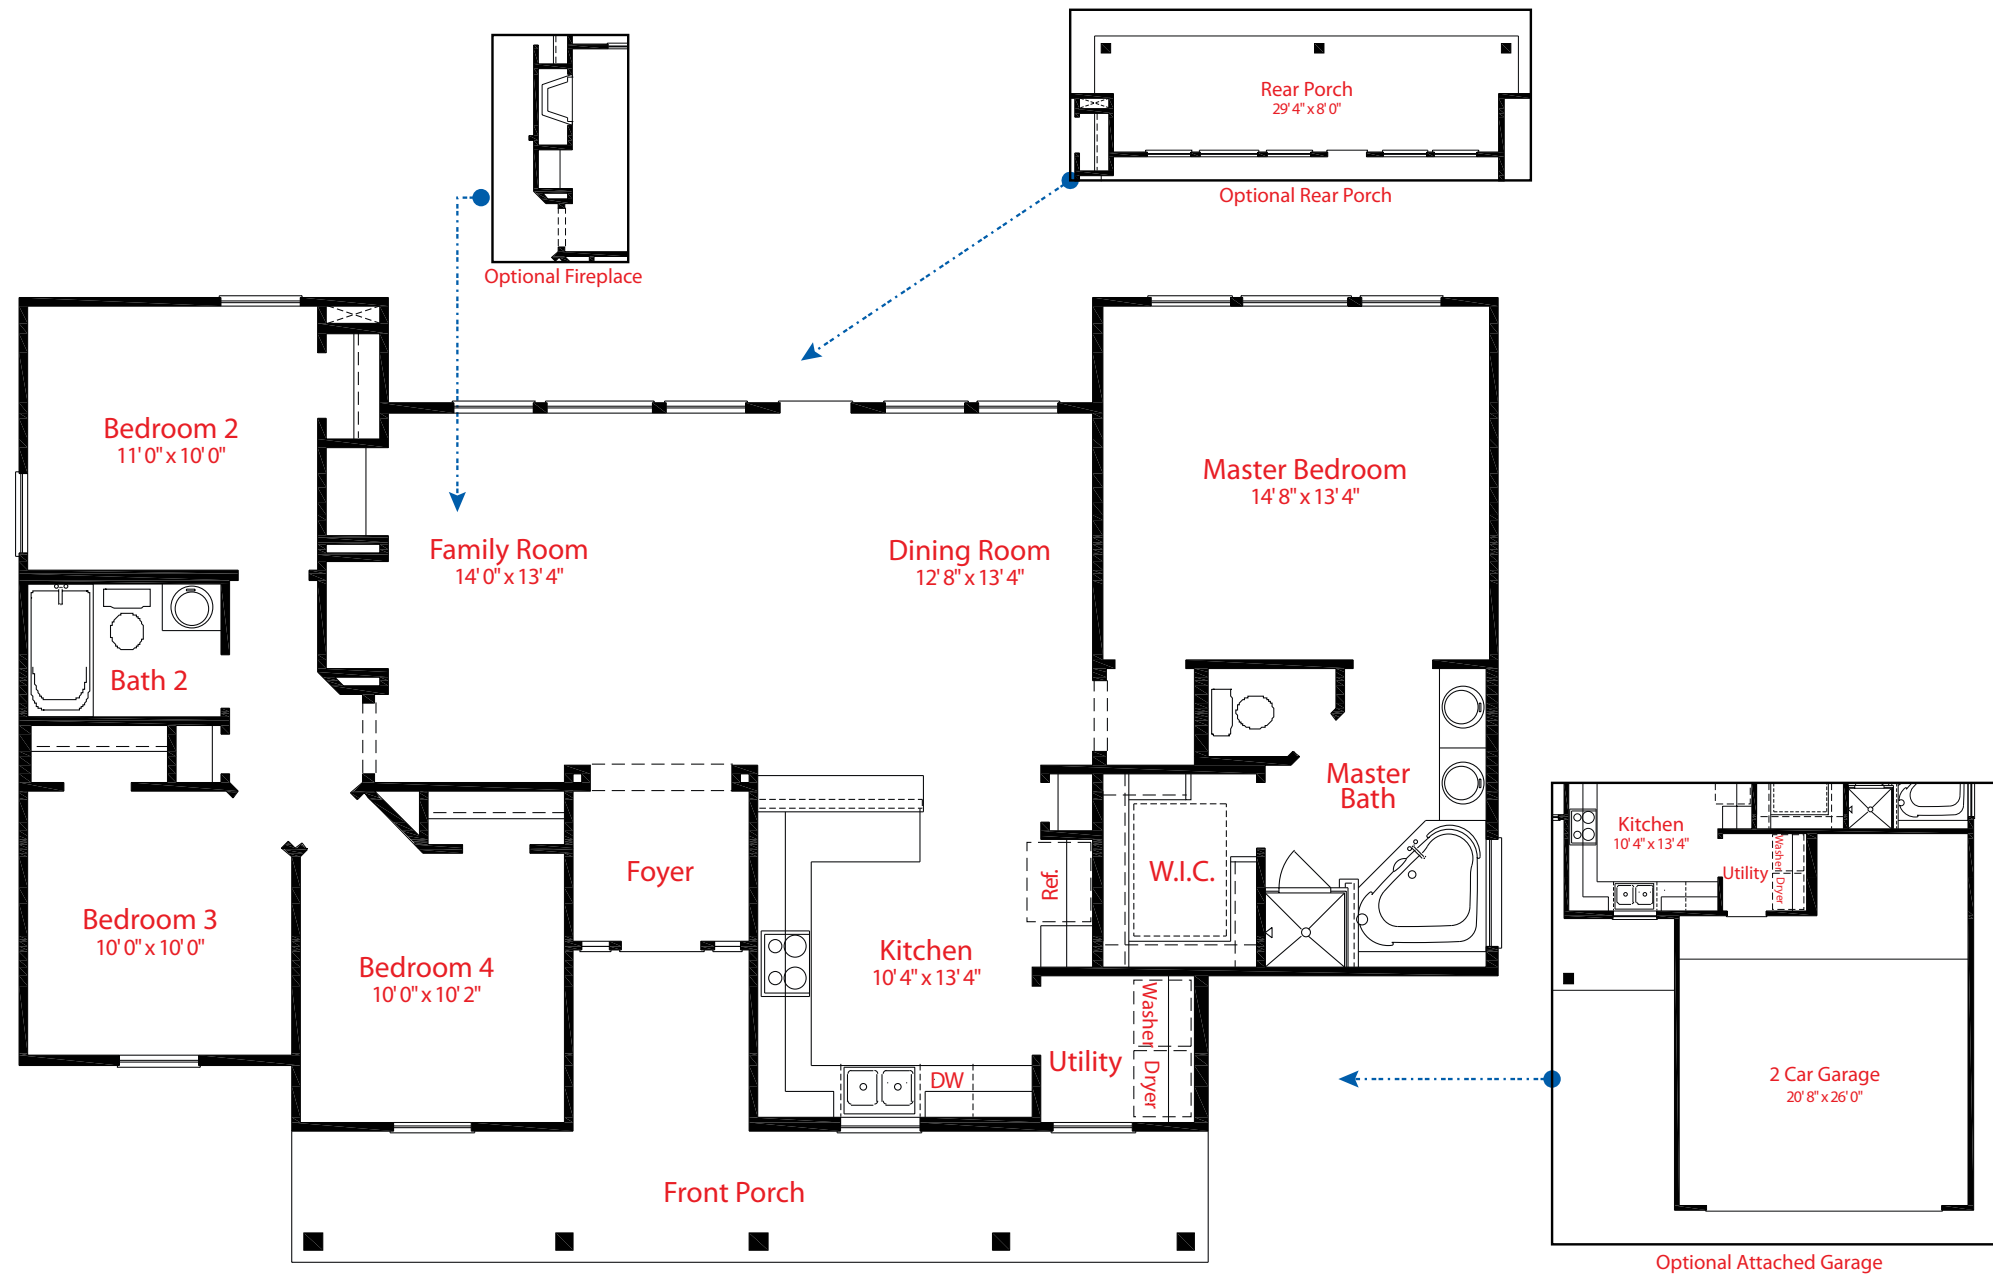 Rear Porch
29' 4" x 8' 0"
Optional Rear Porch
Optional Fireplace
Bedroom 2
11' 0" x 10' 0"
Master Bedroom
14' 8" x 13' 4"
Family Room
14' 0" x 13' 4"
Dining Room
12' 8" x 13' 4"
Bath 2
Master
Bath
Foyer
Ref.
W.I.C.
Bedroom 3
10' 0" x 10' 0"
Bedroom 4
10' 0" x 10' 2"
Kitchen
10' 4" x 13' 4"
Washer
Dryer
Utility
DW
Front Porch
Kitchen
10' 4" x 13' 4"
Utility
Washer
Dryer
2 Car Garage
20' 8" x 26' 0"
Optional Attached Garage